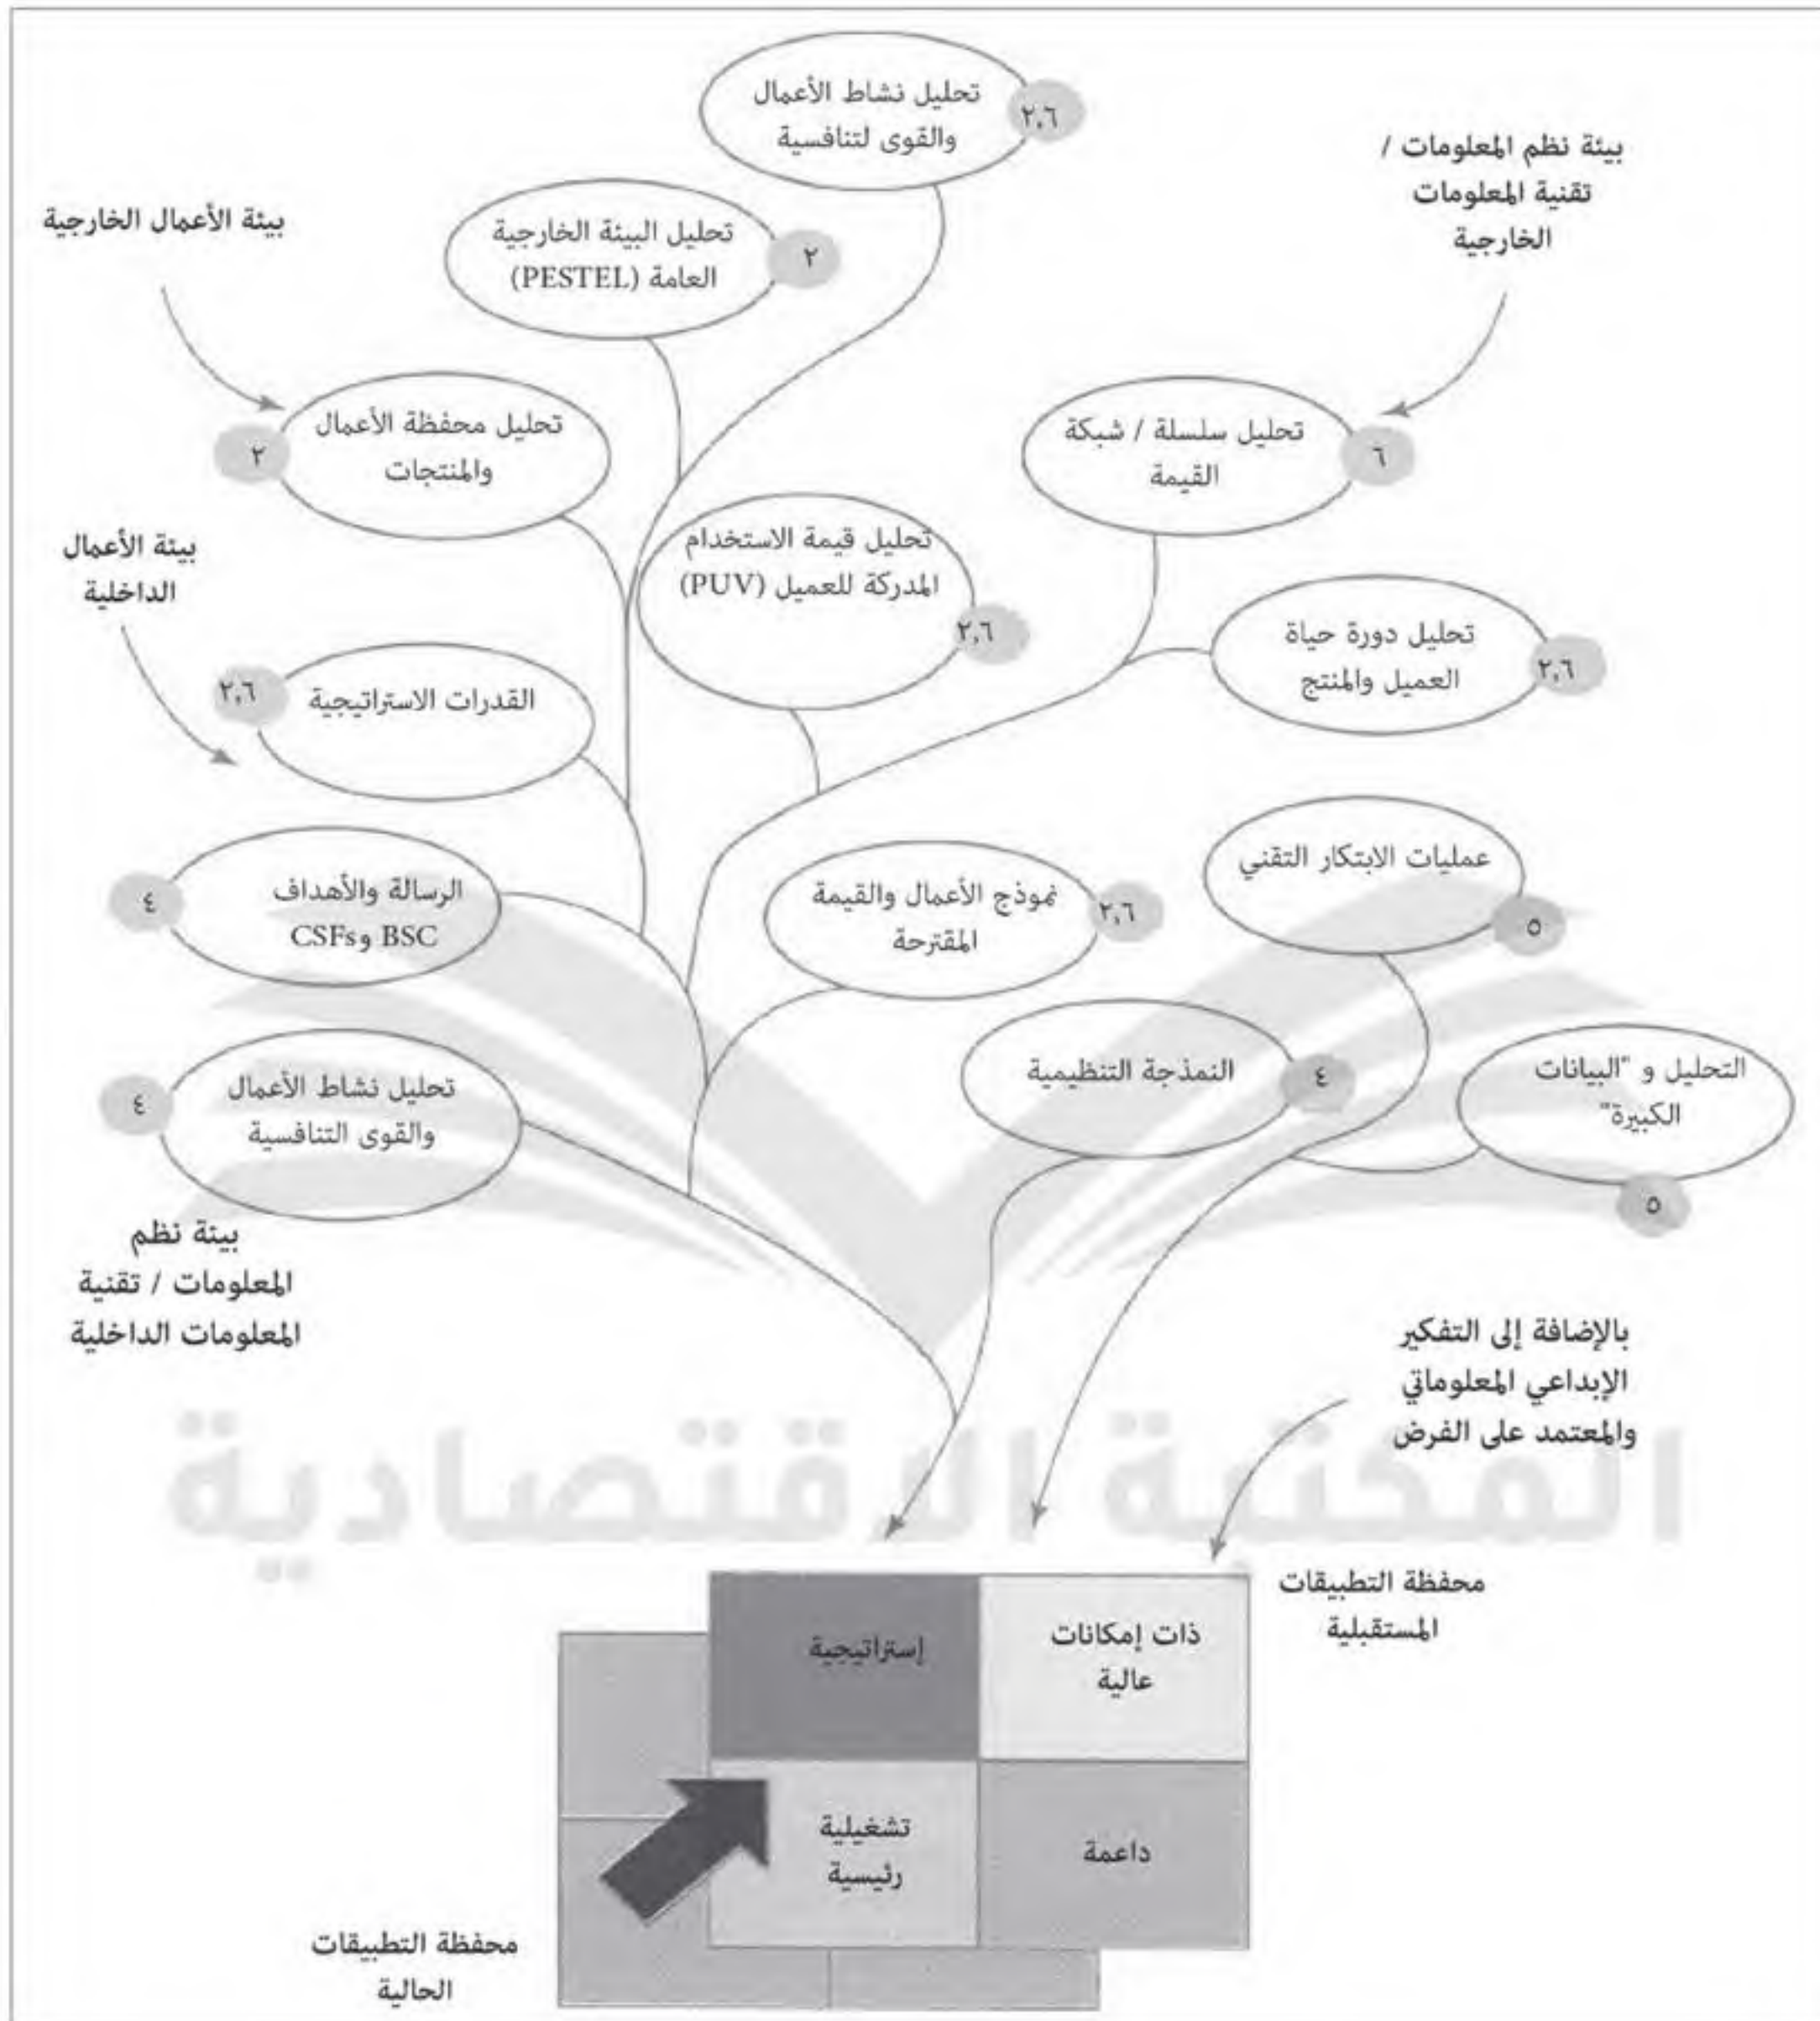 تحليل نشاط الأعمال
والقوى لتنافسية
٢,٦
بيئة نظم المعلومات /
تقنية المعلومات
الخارجية
بيئة الأعمال الخارجية
تحليل البيئة الخارجية
العامة (PESTEL)
٢
تحليل محفظة الأعمال
والمنتجات
٢
تحليل سلسلة / شبكة
القيمة
٦
بيئة الأعمال
الداخلية
تحليل قيمة الاستخدام
المدركة للعميل (PUV)
٢,٦
تحليل دورة حياة
العميل والمنتج
٢,٦
القدرات الاستراتيجية
٢,٦
عمليات الابتكار التقني
٥
الرسالة والأهداف
BSC وCSFs
٤
نموذج الأعمال والقيمة
المقترحة
٢,٦
النمذجة التنظيمية
٤
التحليل و "البيانات
الكبيرة"
٥
تحليل نشاط الأعمال
والقوى التنافسية
٤
بيئة نظم
المعلومات / تقنية
المعلومات الداخلية
بالإضافة إلى التفكير
الإبداعي المعلوماتي
والمعتمد على الفرض
المكتبة الاقتصادية
محفظة التطبيقات
المستقبلية
إستراتيجية
ذات إمكانات
عالية
تشغيلية
رئيسية
داعمة
محفظة التطبيقات
الحالية